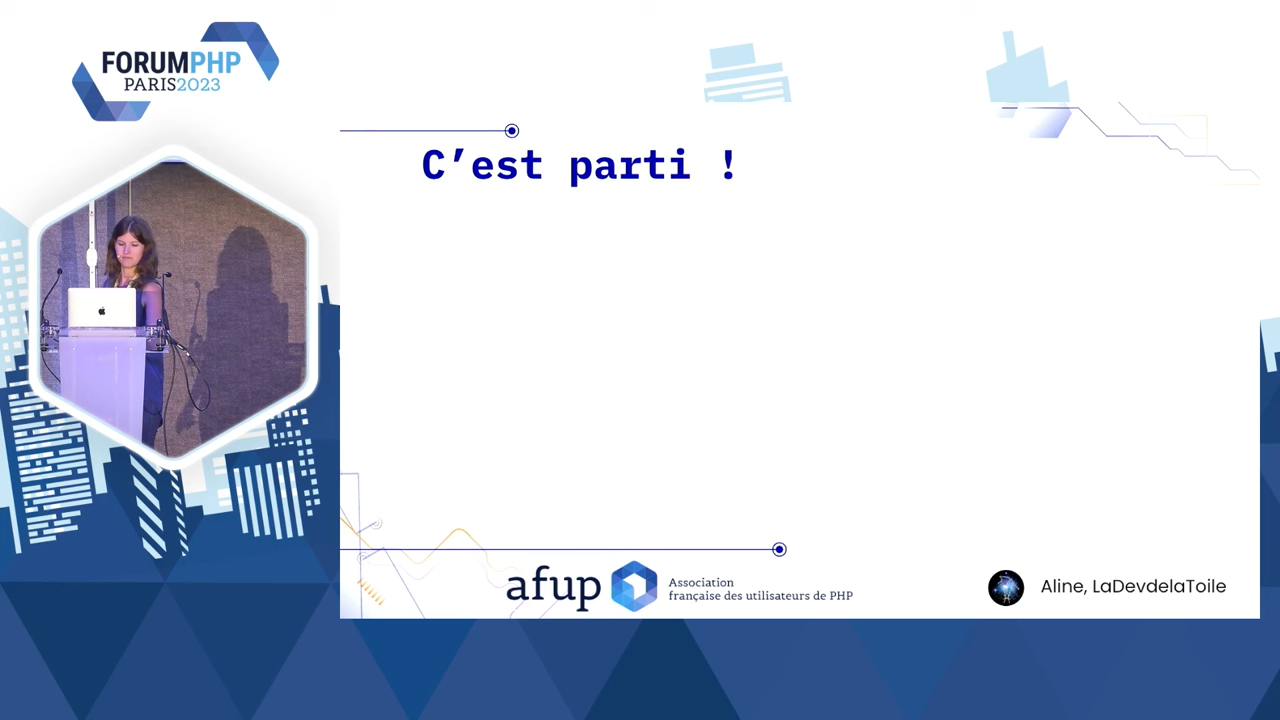 FORUMPHP
PARIS2023
C’est parti !
afup
Association
française des utilisateurs de PHP
Aline, LaDevdelaToile